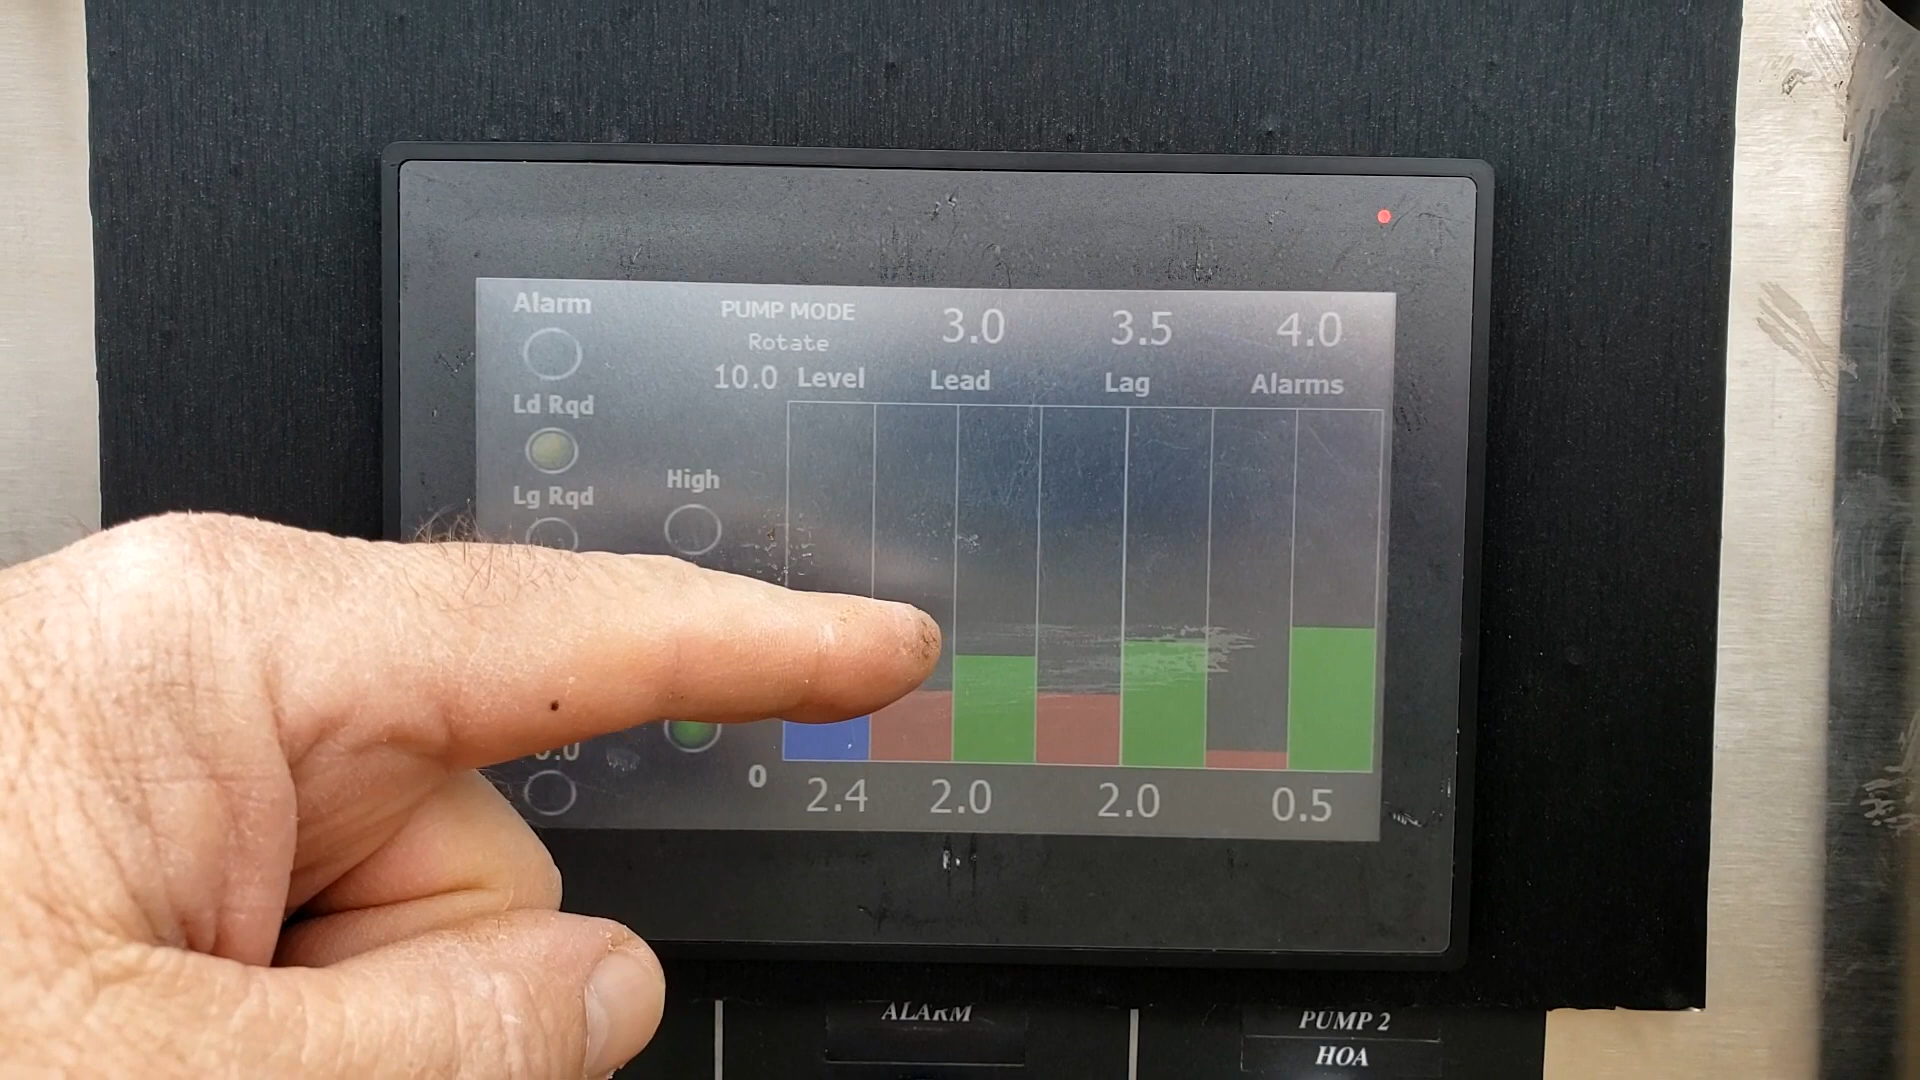 Alarm
PUMP MODE
3.0
3.5
4.0
Rotate
10.0 Level
Lead
Lag
Alarms
Ld Rqd
High
Lg Rqd
0
2.4
2.0
2.0
0.5
ALARM
PUMP 2
HOA